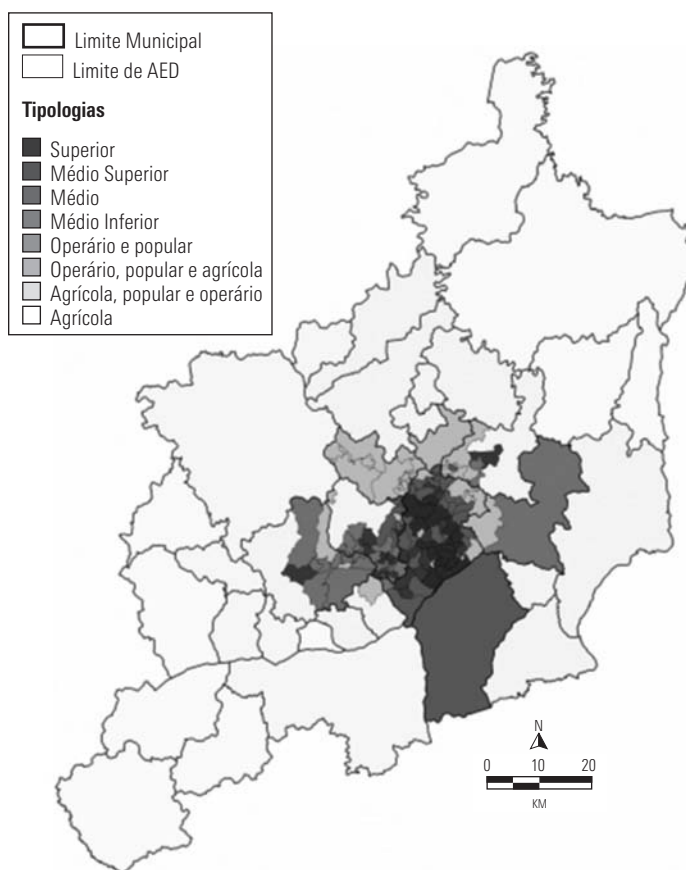 Limite Municipal
Limite de AED
Tipologias
Superior
Médio Superior
Médio
Médio Inferior
Operário e popular
Operário, popular e agrícola
Agrícola, popular e operário
Agrícola
N
0 10 20
KM